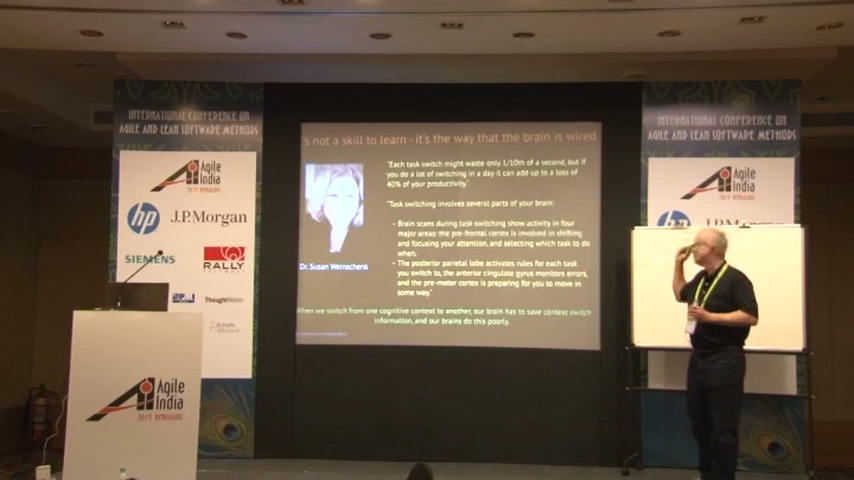 INTERNATIONAL CONFERENCE ON
AGILE AND LEAN SOFTWARE METHODS
Agile
India
hp
J.P.Morgan
SIEMENS
RALLY
SOFTWARE
ThoughtWorks
Scrum
Alliance
's not a skill to learn - it's the way that the brain is wired
"Each task switch might waste only 1/10th of a second, but if
you do a lot of switching in a day it can add up to a loss of
40% of your productivity."
"Task switching involves several parts of your brain:
• Brain scans during task switching show activity in four
major areas: the pre-frontal cortex is involved in shifting
and focusing your attention, and selecting which task to do
when.
• The posterior parietal lobe activates rules for each task
you switch to, the anterior cingulate gyrus monitors errors,
and the pre-motor cortex is preparing for you to move in
some way."
Dr. Susan Weinschenk
When we switch from one cognitive context to another, our brain has to save context switch
information, and our brains do this poorly.
INTERNATIONAL CONFERENCE ON
AGILE AND LEAN SOFTWARE METHODS
Agile
India
hp
J.P.Morgan
Agile
India